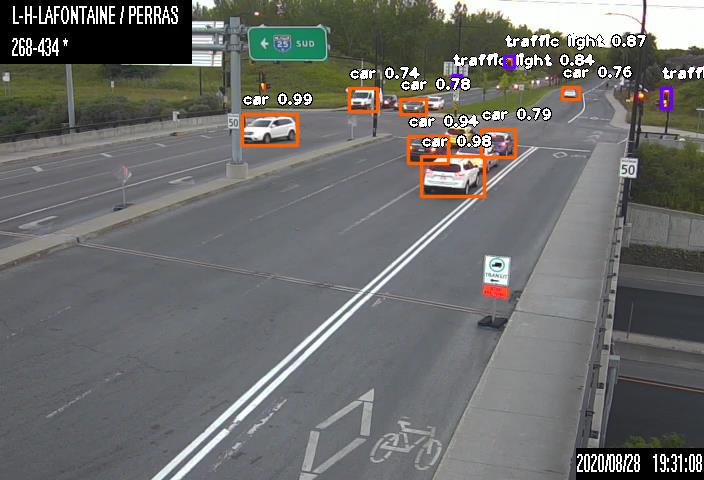 L-H-LAFONTAINE / PERRAS
268-434 *
25 SUD
traffic light 0.87
traffic light 0.84
car 0.74
car 0.78
car 0.76
traffi
car 0.99
car 0.94
car 0.79
50
car 0.98
50
TRANSIT
2020/08/28 19:31:08